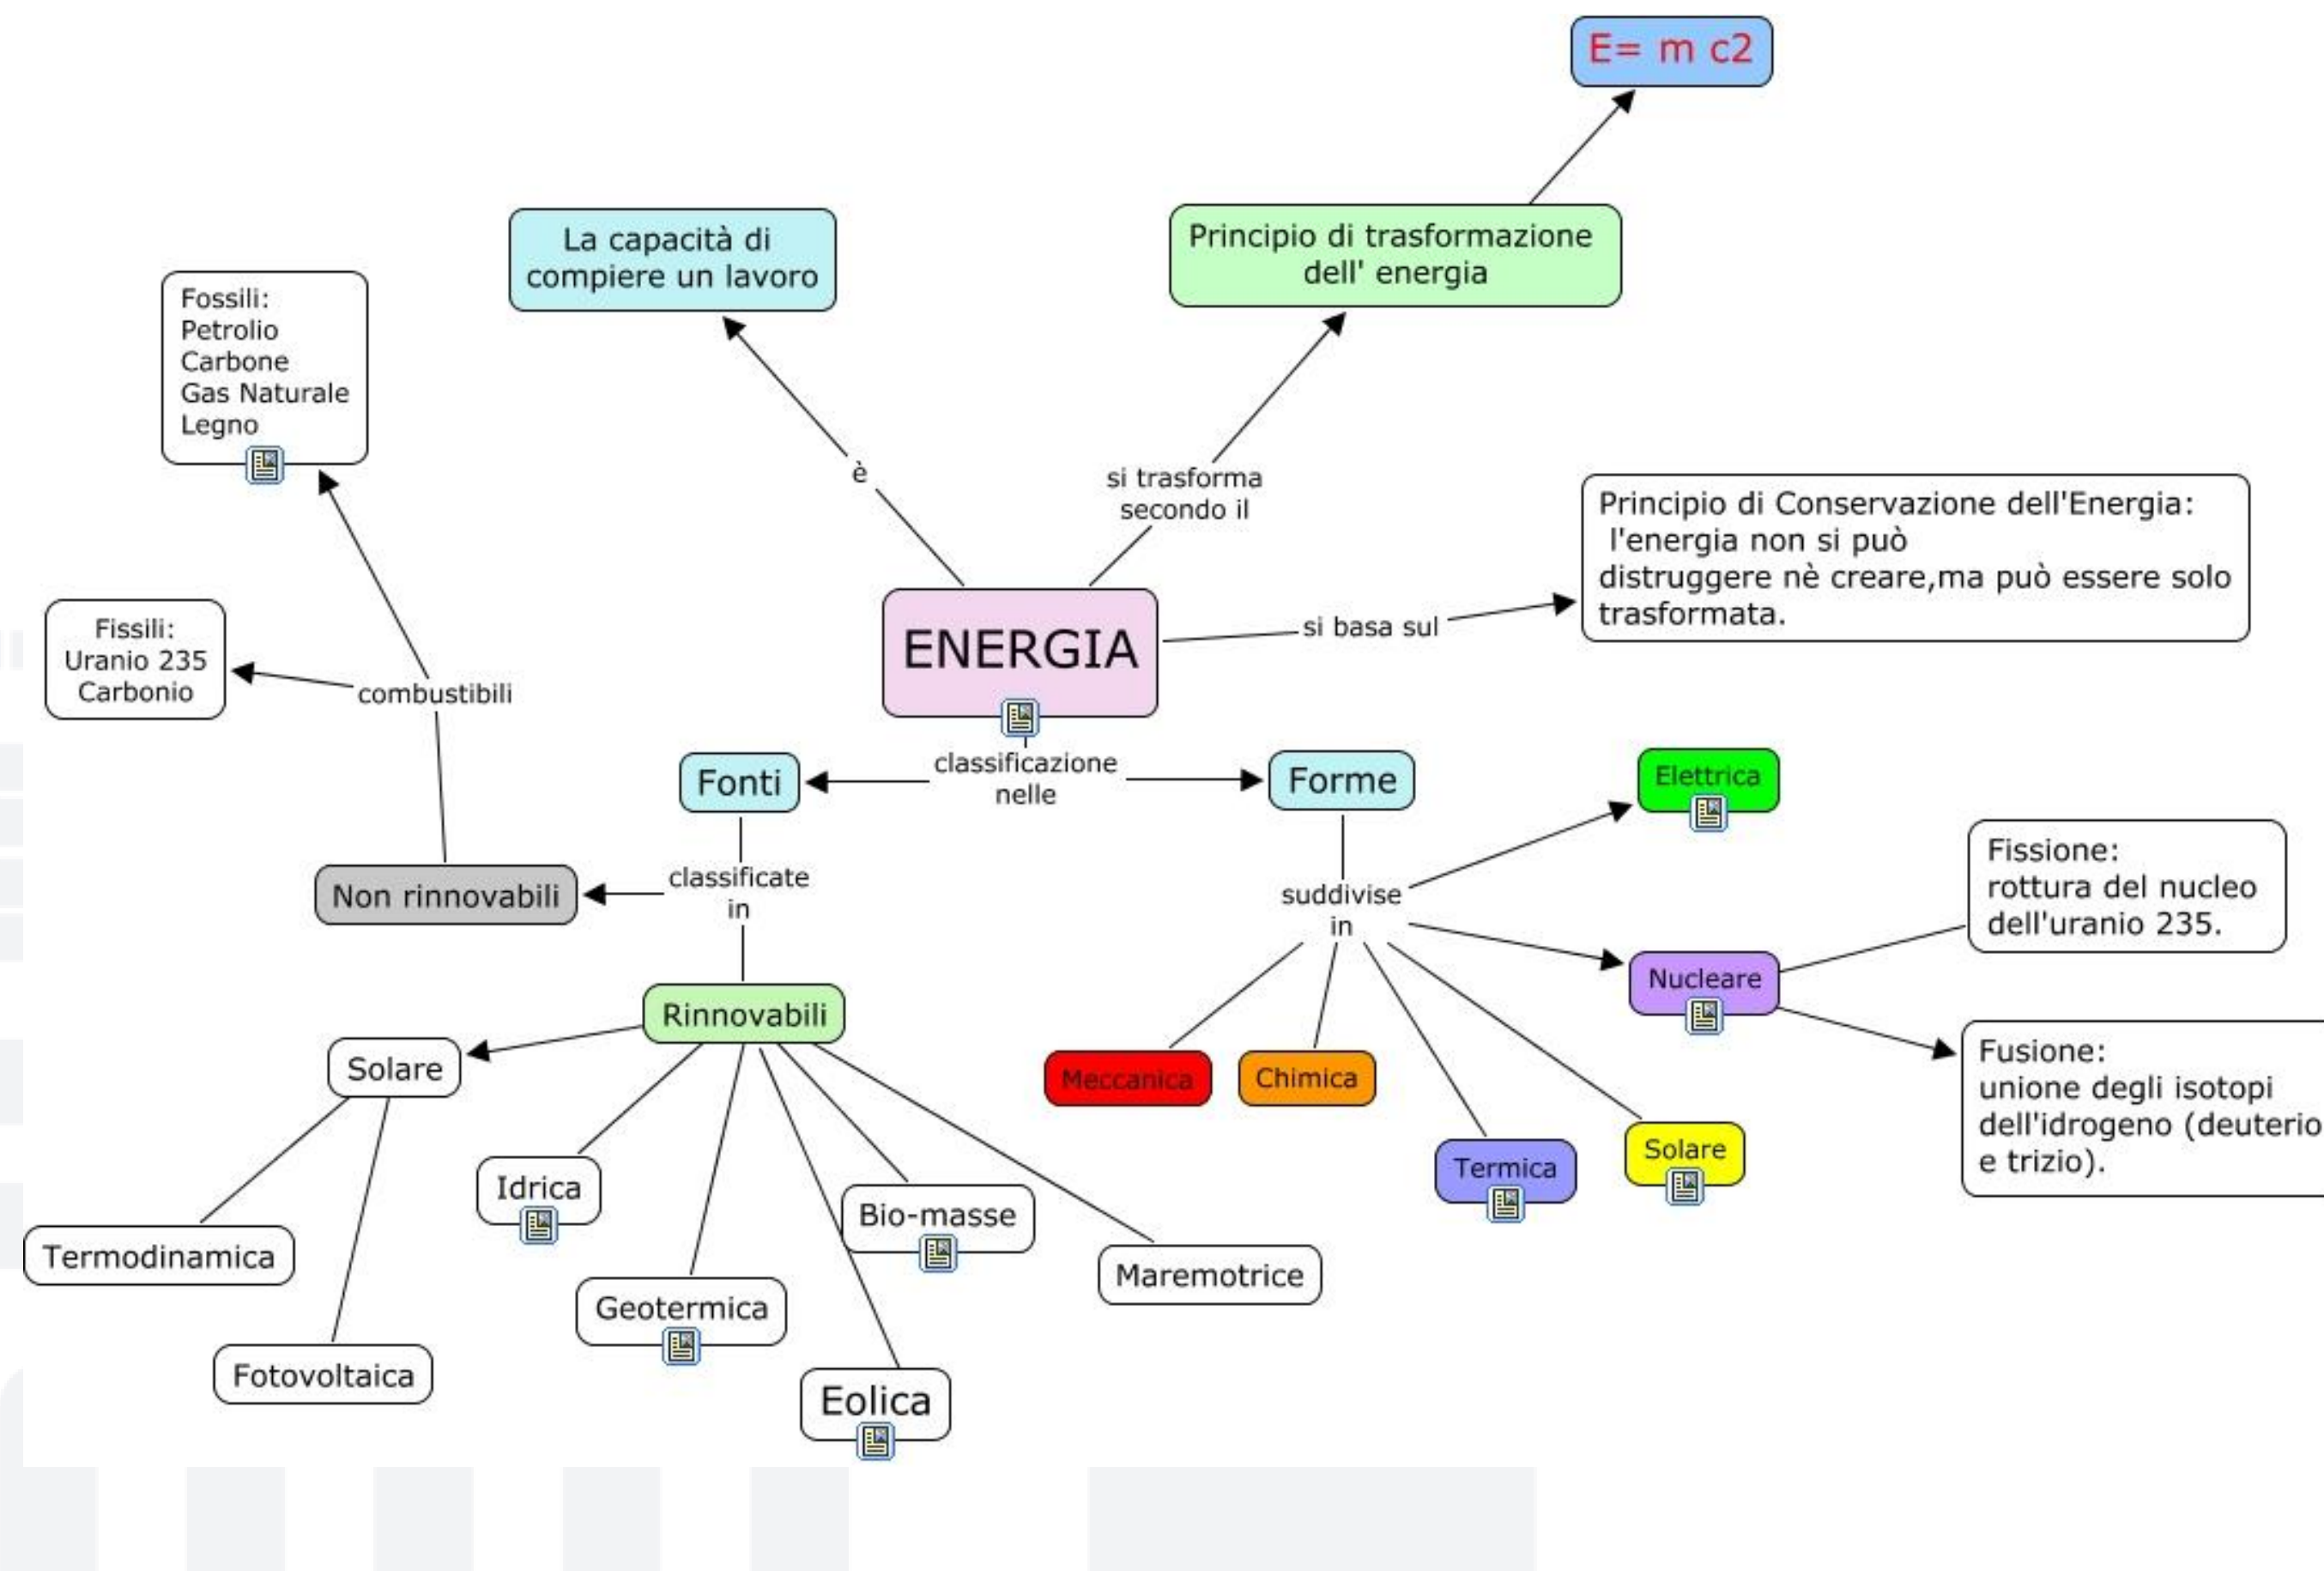 E= m c2
La capacità di
compiere un lavoro
Principio di trasformazione
dell' energia
Fossili:
Petrolio
Carbone
Gas Naturale
Legno
è
si trasforma
secondo il
Principio di Conservazione dell'Energia:
l'energia non si può
distruggere nè creare,ma può essere solo
trasformata.
ENERGIA
si basa sul
Fissili:
Uranio 235
Carbonio
combustibili
classificazione
nelle
Fonti
Forme
Elettrica
Non rinnovabili
classificate
in
suddivise
in
Fissione:
rottura del nucleo
dell'uranio 235.
Nucleare
Rinnovabili
Fusione:
unione degli isotopi
dell'idrogeno (deuterio
e trizio).
Solare
Meccanica
Chimica
Termica
Solare
Idrica
Bio-masse
Termodinamica
Maremotrice
Geotermica
Fotovoltaica
Eolica